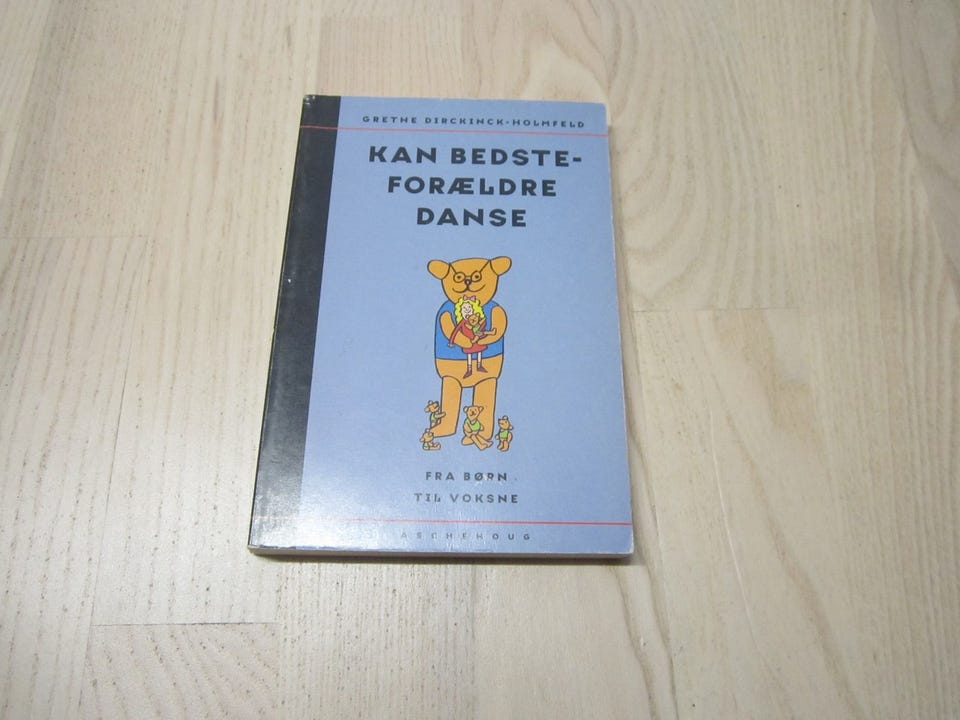 GRETHE DIRCKINCK-HOLMFELD
KAN BEDSTE-
FORÆLDRE
DANSE
FRA BØRN
TIL VOKSNE
ASCHEHOUG